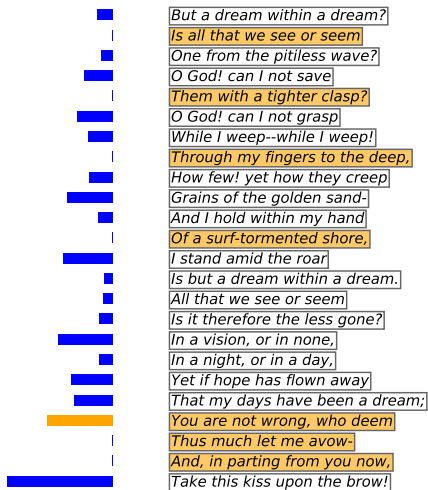 But a dream within a dream?
Is all that we see or seem
One from the pitiless wave?
O God! can I not save
Them with a tighter clasp?
O God! can I not grasp
While I weep--while I weep!
Through my fingers to the deep,
How few! yet how they creep
Grains of the golden sand-
And I hold within my hand
Of a surf-tormented shore,
I stand amid the roar
Is but a dream within a dream.
All that we see or seem
Is it therefore the less gone?
In a vision, or in none,
In a night, or in a day,
Yet if hope has flown away
That my days have been a dream;
You are not wrong, who deem
Thus much let me avow-
And, in parting from you now,
Take this kiss upon the brow!